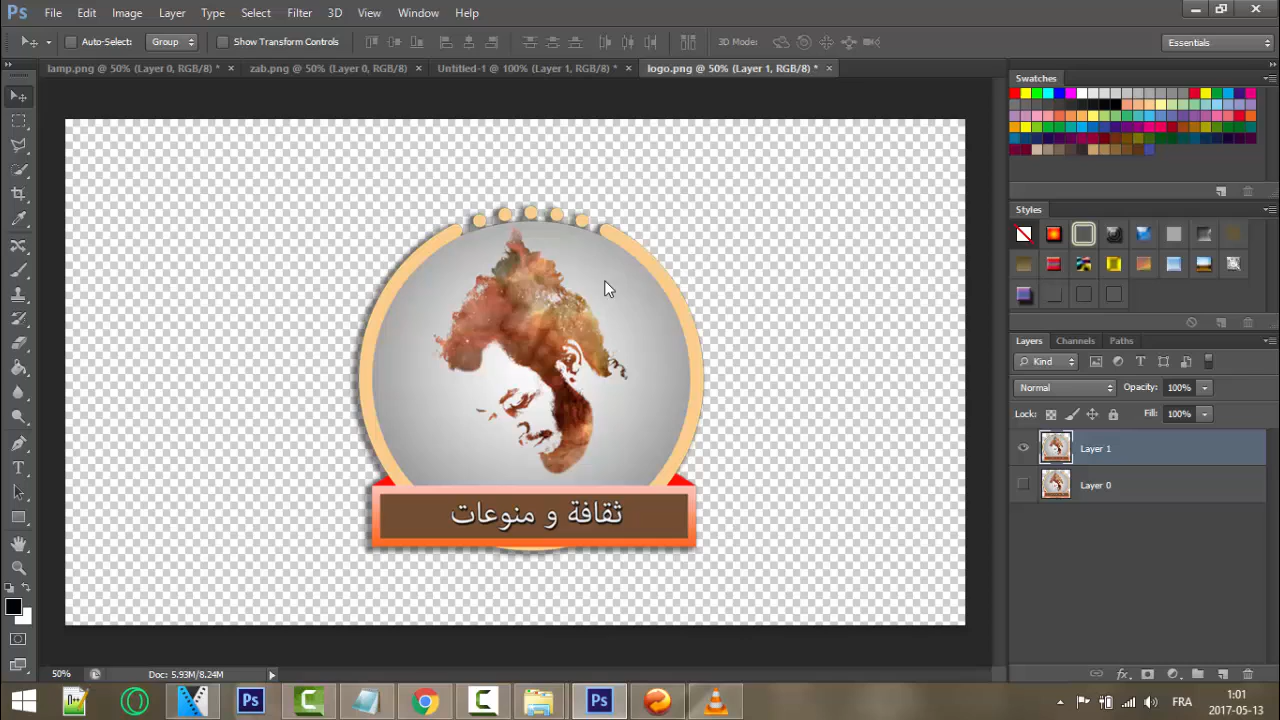 Ps File Edit Image Layer Type Select Filter 3D View Window Help
Auto-Select: Group Show Transform Controls 3D Mode: Essentials
lamp.png @ 50% (Layer 0, RGB/8) * × zab.png @ 50% (Layer 0, RGB/8) * × Untitled-1 @ 100% (Layer 1, RGB/8) * × logo.png @ 50% (Layer 1, RGB/8) * ×
Swatches
Styles
Layers Channels Paths
Kind
Normal Opacity: 100%
Lock: Fill: 100%
Layer 1
Layer 0
ثقافة و منوعات
50% Doc: 5.93M/8.24M
Ps Ps FRA 1:01
2017-05-13